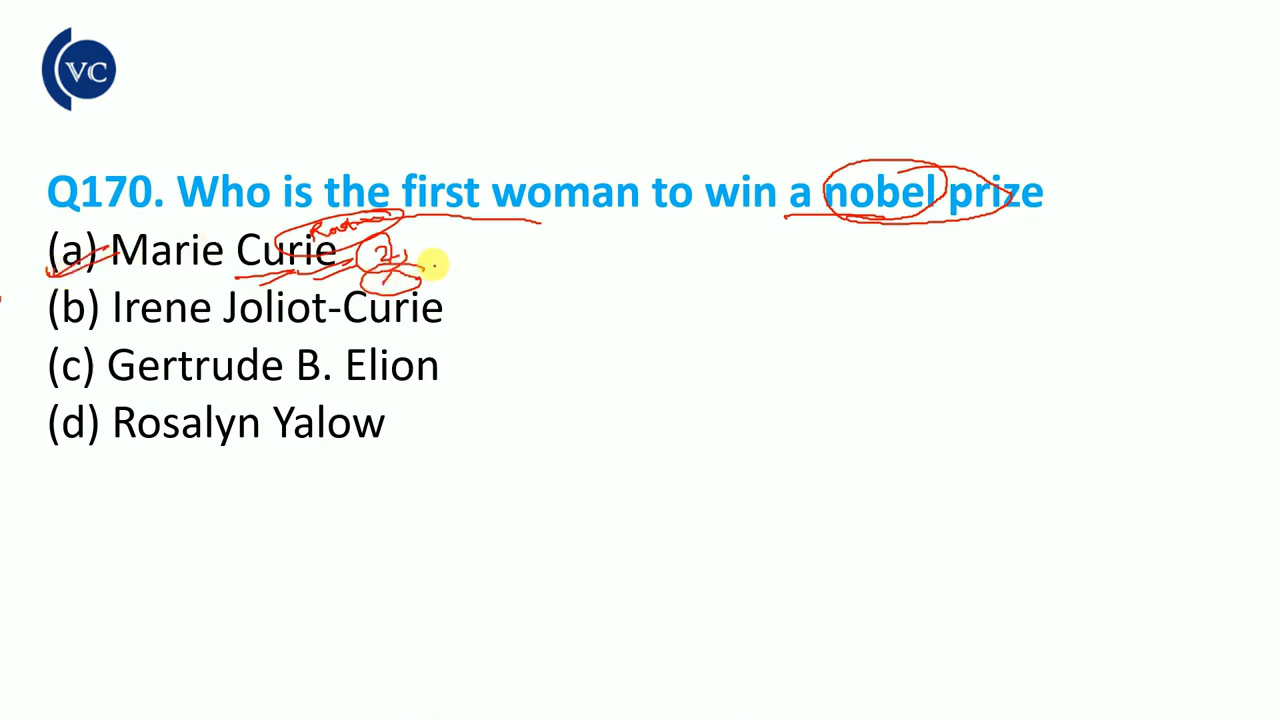 VC
Q170. Who is the first woman to win a nobel prize
(a) Marie Curie
2
(b) Irene Joliot-Curie
(c) Gertrude B. Elion
(d) Rosalyn Yalow